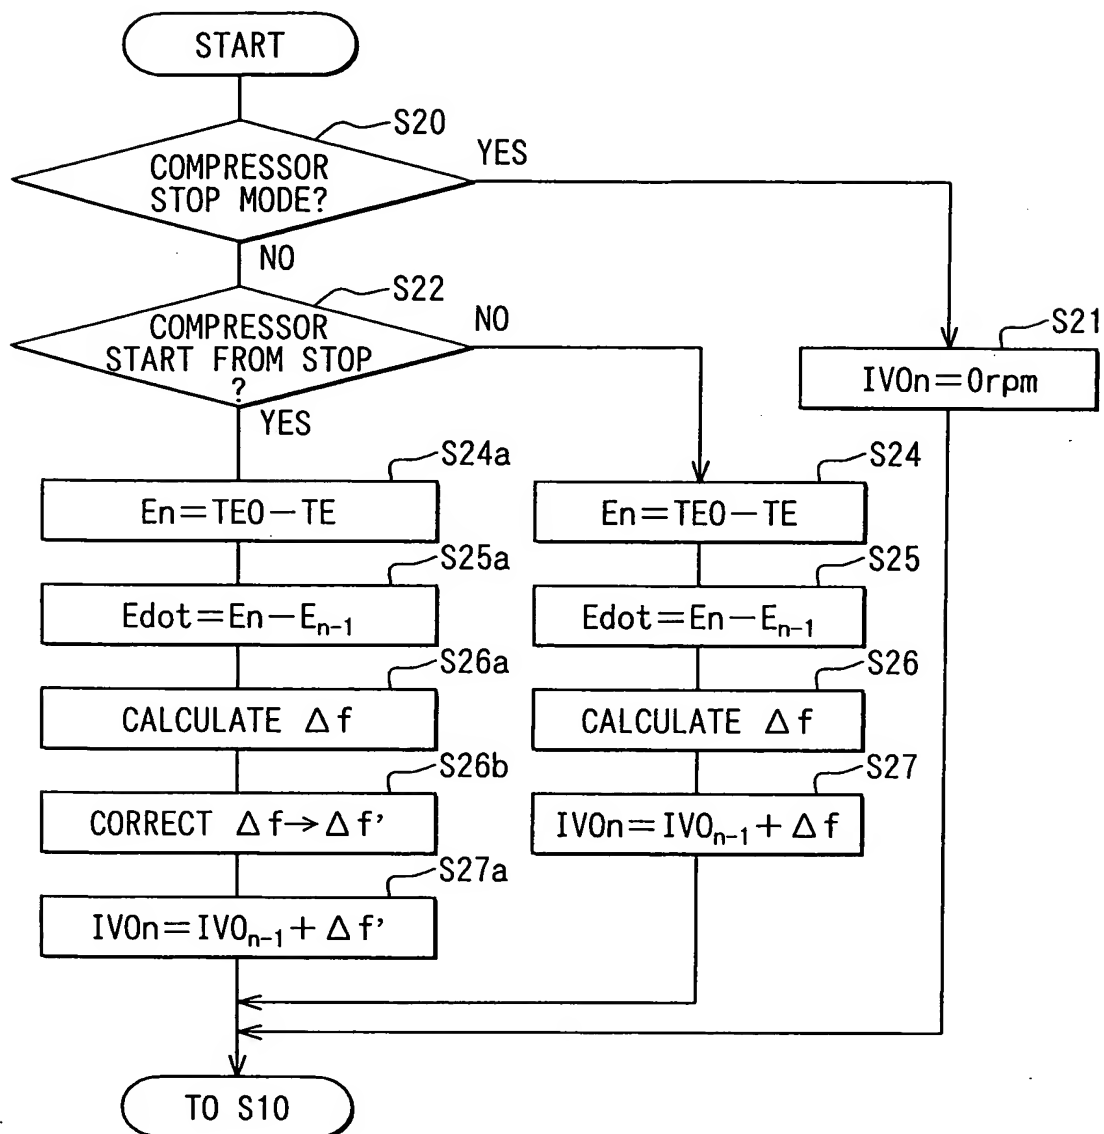 START
S20
COMPRESSOR
STOP MODE?
YES
NO
S22
COMPRESSOR
START FROM STOP
?
NO
YES
S21
IVOn=0rpm
S24a
En=TEO−TE
S25a
Edot=En−En-1
S26a
CALCULATE Δf
S26b
CORRECT Δf→Δf'
S27a
IVOn=IVOn-1+Δf'
S24
En=TEO−TE
S25
Edot=En−En-1
S26
CALCULATE Δf
S27
IVOn=IVOn-1+Δf
TO S10